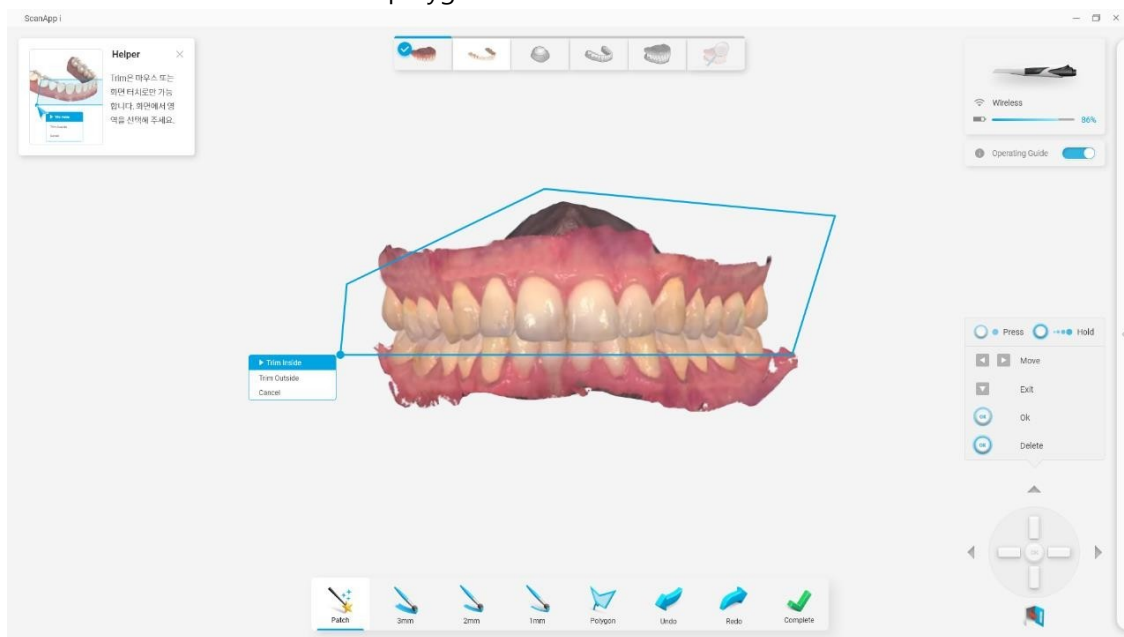 ScanApp i
Helper
Trim은 마우스 또는
화면 터치로만 가능
합니다. 화면에서 영
역을 선택해 주세요.
Wireless
86%
Operating Guide
Press Hold
Move
Exit
OK Ok
OK Delete
OK
▶ Trim Inside
Trim Outside
Cancel
Patch 3mm 2mm 1mm Polygon Undo Redo Complete